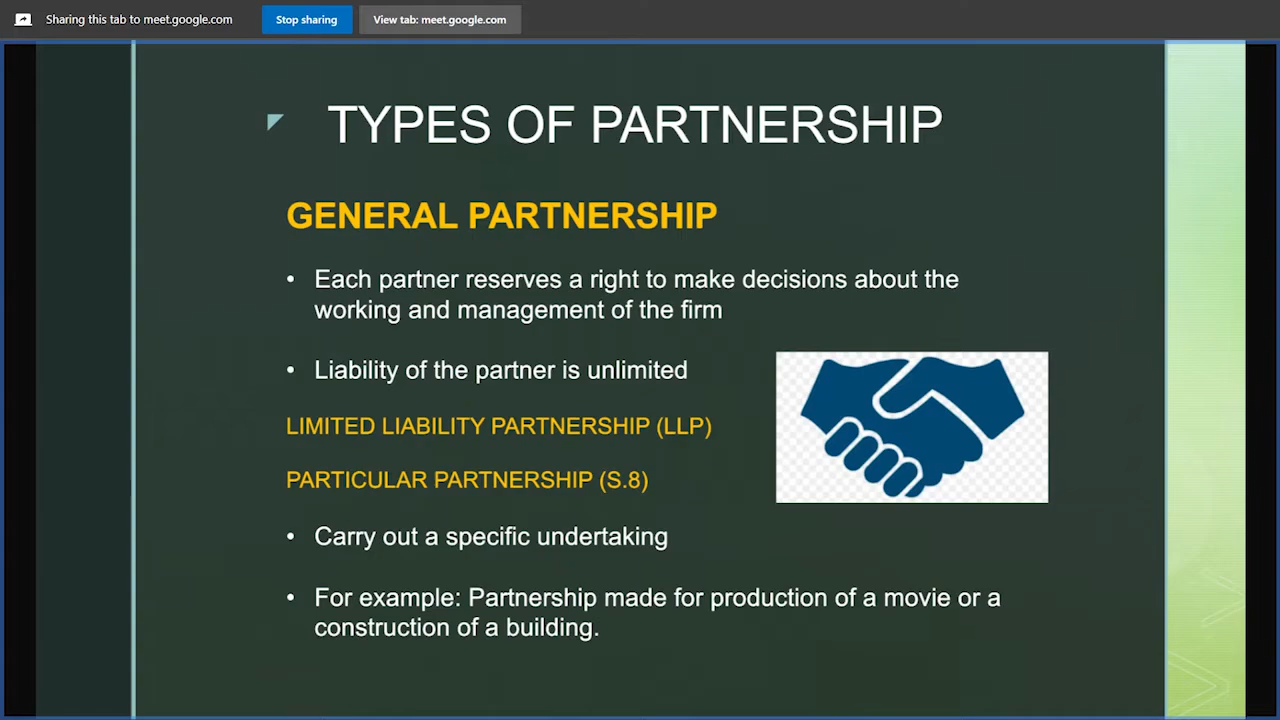 Sharing this tab to meet.google.com
Stop sharing
View tab: meet.google.com
TYPES OF PARTNERSHIP
GENERAL PARTNERSHIP
• Each partner reserves a right to make decisions about the
working and management of the firm
• Liability of the partner is unlimited
LIMITED LIABILITY PARTNERSHIP (LLP)
PARTICULAR PARTNERSHIP (S.8)
• Carry out a specific undertaking
• For example: Partnership made for production of a movie or a
construction of a building.